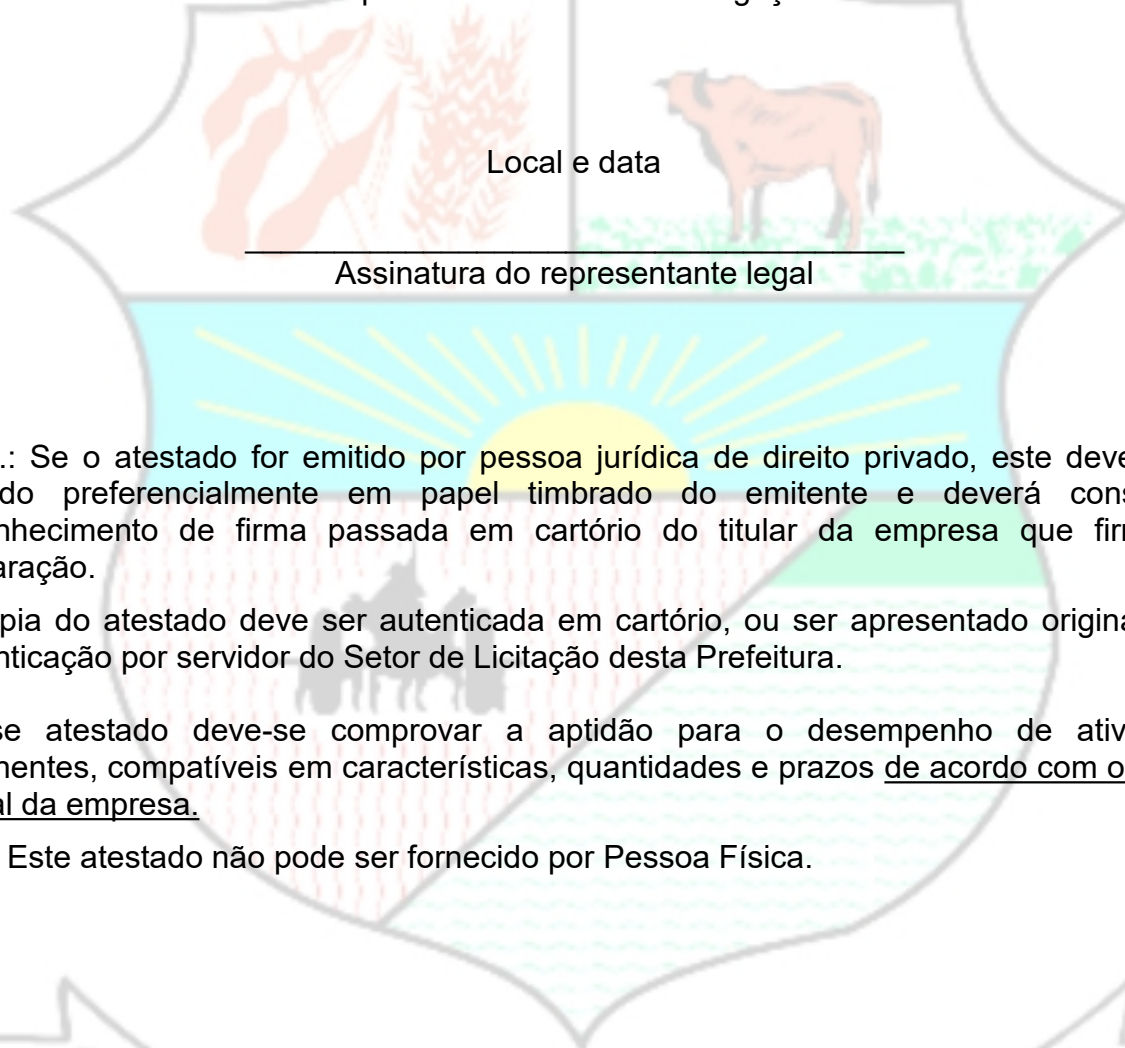 Local e data
Assinatura do representante legal
.: Se o atestado for emitido por pessoa jurídica de direito privado, este deve
do preferencialmente em papel timbrado do emitente e deverá cons
nhecimento de firma passada em cartório do titular da empresa que fir
aração.
pia do atestado deve ser autenticada em cartório, ou ser apresentado origina
nticação por servidor do Setor de Licitação desta Prefeitura.
se atestado deve-se comprovar a aptidão para o desempenho de ativ
nentes, compatíveis em características, quantidades e prazos de acordo com o
al da empresa.
Este atestado não pode ser fornecido por Pessoa Física.